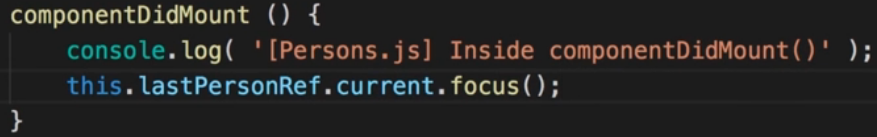 componentDidMount () {
    console.log( '[Persons.js] Inside componentDidMount()' );
    this.lastPersonRef.current.focus();
}